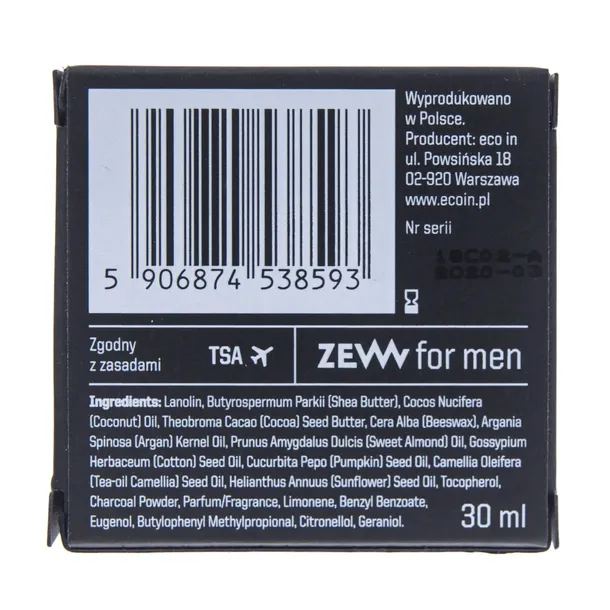 Wyprodukowano
w Polsce.
Producent: eco in
ul. Powsińska 18
02-920 Warszawa
www.ecoin.pl
Nr serii
18C02-A
2020-03
5 906874 538593
Zgodny
z zasadami
TSA
ZEW for men
Ingredients: Lanolin, Butyrospermum Parkii (Shea Butter), Cocos Nucifera
(Coconut) Oil, Theobroma Cacao (Cocoa) Seed Butter, Cera Alba (Beeswax), Argania
Spinosa (Argan) Kernel Oil, Prunus Amygdalus Dulcis (Sweet Almond) Oil, Gossypium
Herbaceum (Cotton) Seed Oil, Cucurbita Pepo (Pumpkin) Seed Oil, Camellia Oleifera
(Tea-oil Camellia) Seed Oil, Helianthus Annuus (Sunflower) Seed Oil, Tocopherol,
Charcoal Powder, Parfum/Fragrance, Limonene, Benzyl Benzoate,
Eugenol, Butylophenyl Methylpropional, Citronellol, Geraniol.
30 ml